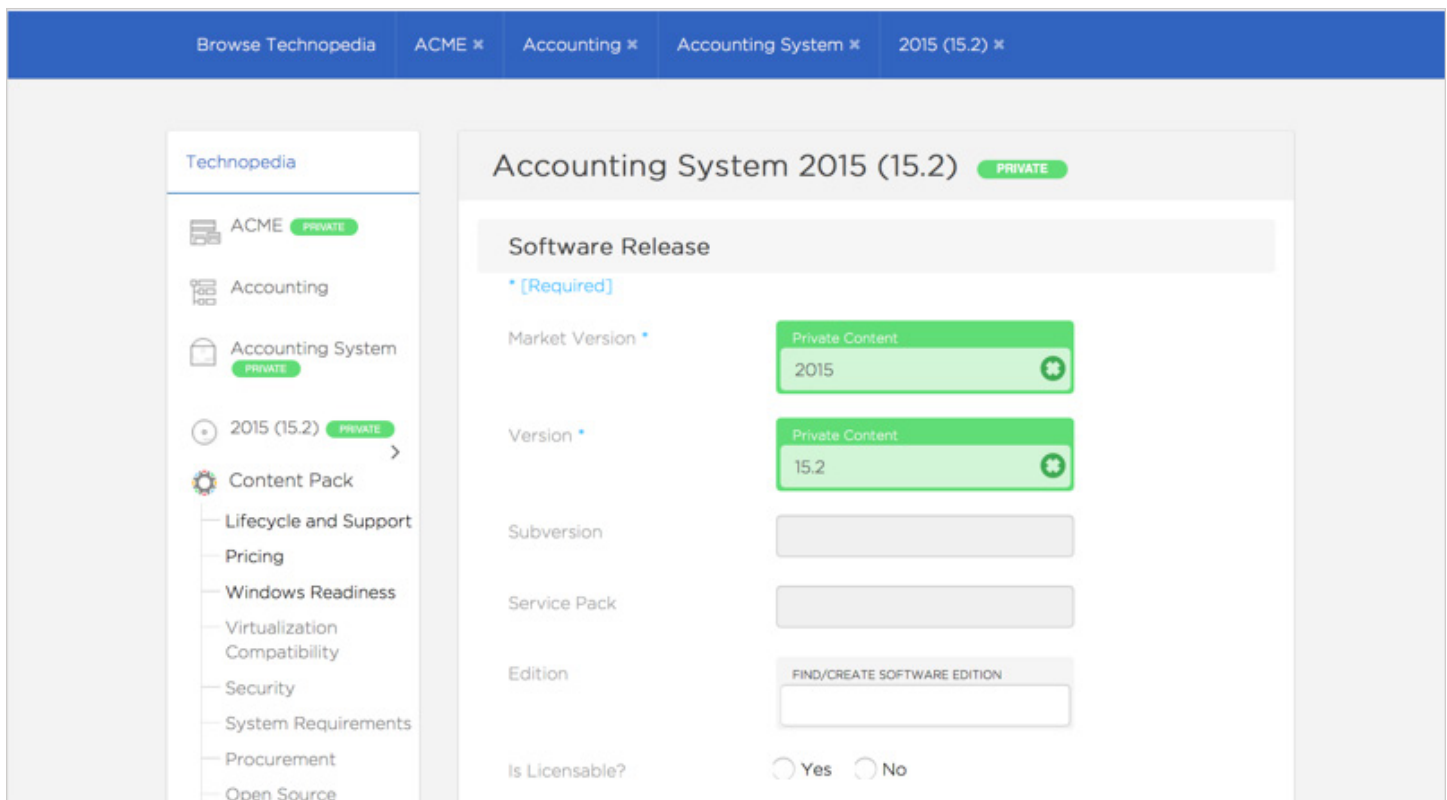 Browse Technopedia ACME × Accounting × Accounting System × 2015 (15.2) ×
Technopedia
ACME PRIVATE
Accounting
Accounting System
PRIVATE
2015 (15.2) PRIVATE
Content Pack
Lifecycle and Support
Pricing
Windows Readiness
Virtualization
Compatibility
Security
System Requirements
Procurement
Open Source
Accounting System 2015 (15.2) PRIVATE
Software Release
* [Required]
Market Version *
Private Content
2015
Version *
Private Content
15.2
Subversion
Service Pack
Edition
FIND/CREATE SOFTWARE EDITION
Is Licensable? Yes No